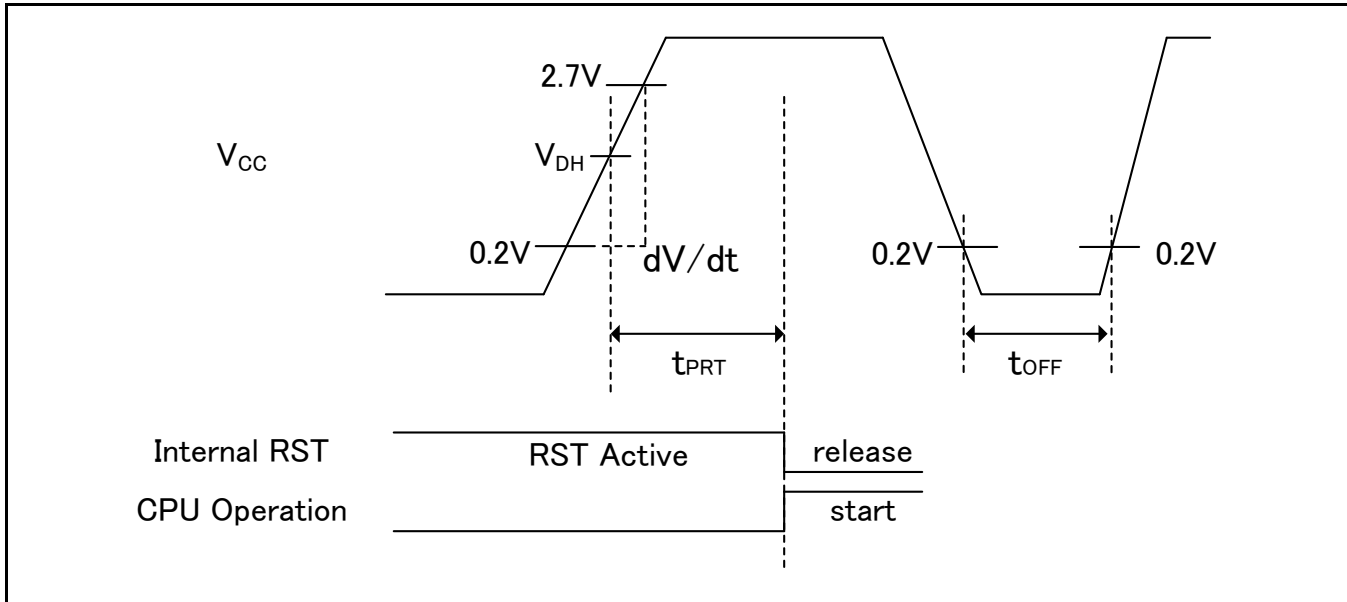 2.7V
VCC
VDH
0.2V
dV/dt
0.2V
0.2V
tPRT
tOFF
Internal RST
RST Active
release
CPU Operation
start